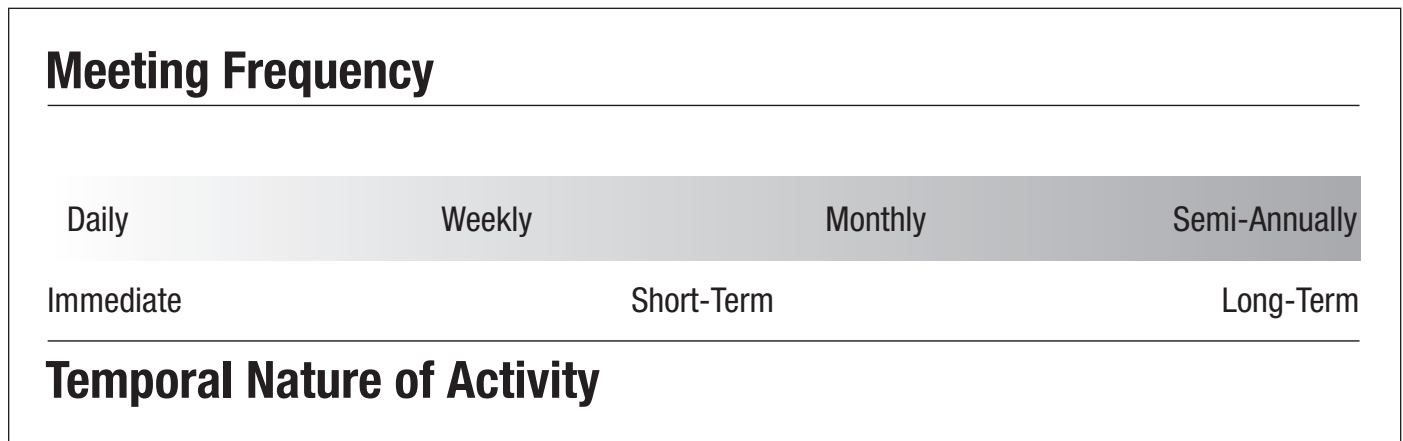 Meeting Frequency
Daily Weekly Monthly Semi-Annually
Immediate Short-Term Long-Term
Temporal Nature of Activity